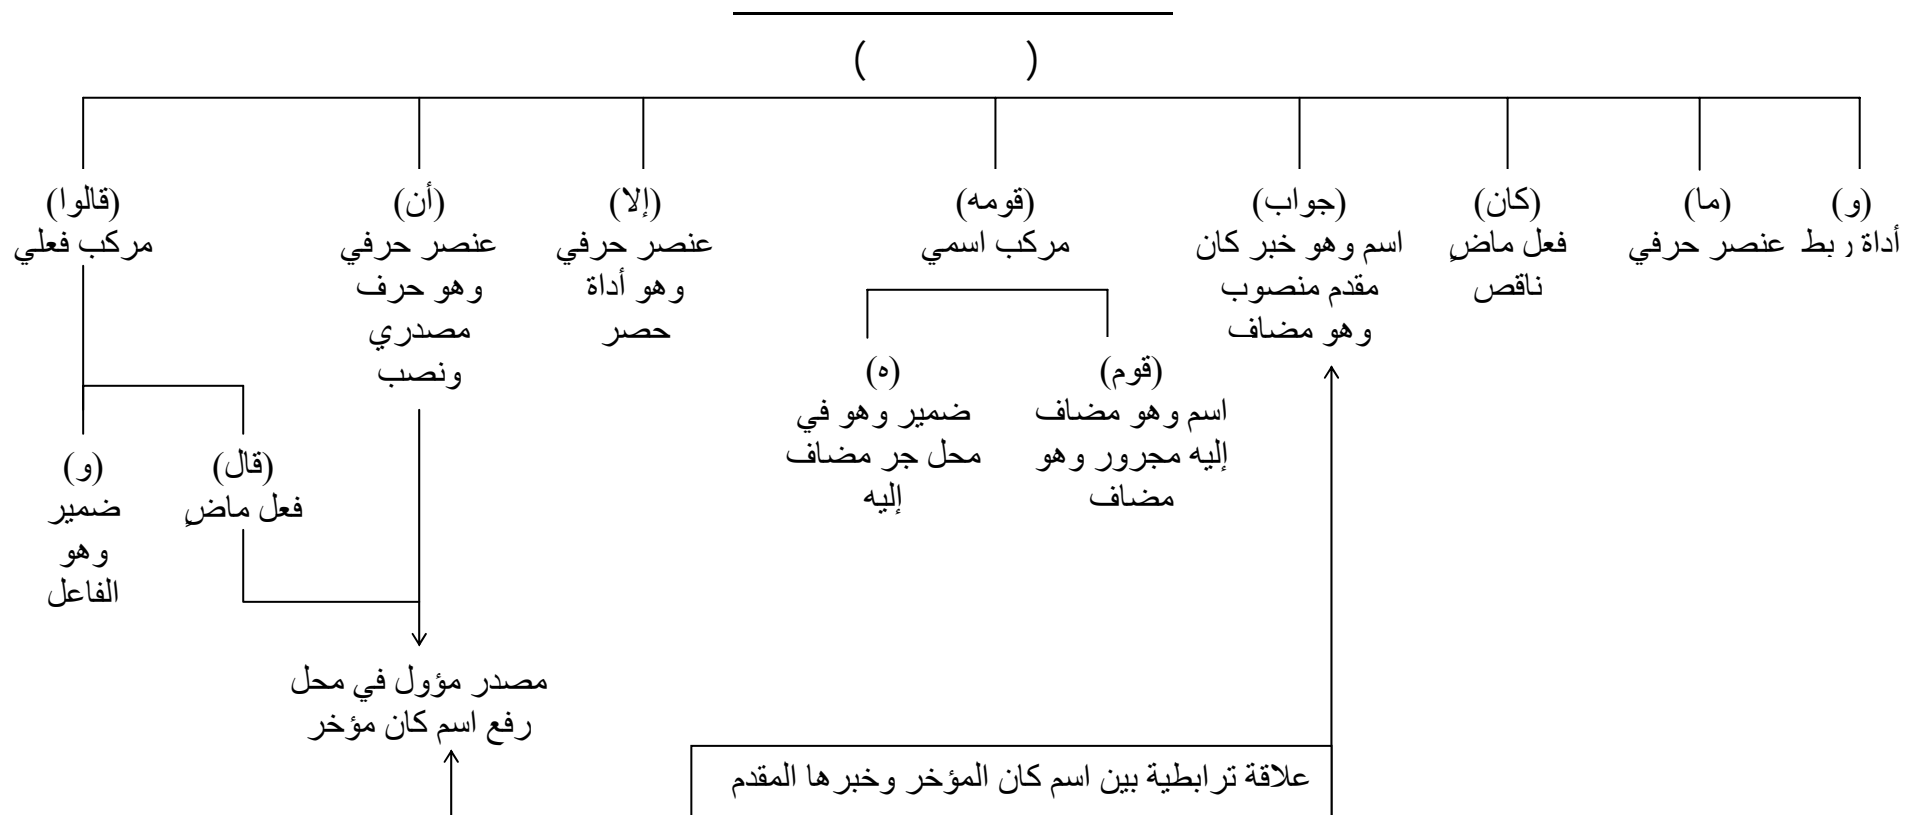 ( )
(و)
أداة ربط
(ما)
عنصر حرفي
(كان)
فعل ماضٍ
ناقص
(جواب)
اسم وهو خبر كان
مقدم منصوب
وهو مضاف
(قومه)
مركب اسمي
(قوم)
اسم وهو مضاف
إليه مجرور وهو
مضاف
(ه)
ضمير وهو في
محل جر مضاف
إليه
(إلا)
عنصر حرفي
وهو أداة
حصر
(أن)
عنصر حرفي
وهو حرف
مصدري
ونصب
(قالوا)
مركب فعلي
(قال)
فعل ماضٍ
(و)
ضمير
وهو
الفاعل
مصدر مؤول في محل
رفع اسم كان مؤخر
علاقة ترابطية بين اسم كان المؤخر وخبرها المقدم